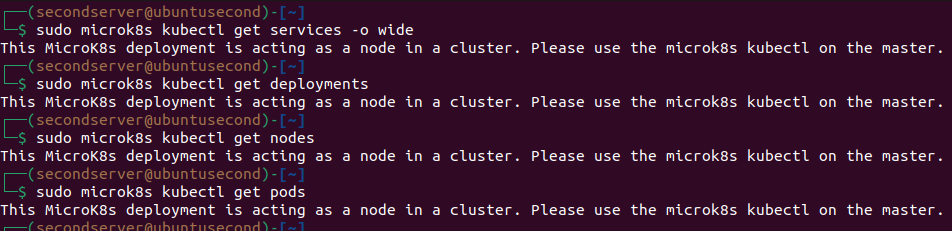 ┌──(secondserver@ubuntusecond)-[~]
└─$ sudo microk8s kubectl get services -o wide
This MicroK8s deployment is acting as a node in a cluster. Please use the microk8s kubectl on the master.
┌──(secondserver@ubuntusecond)-[~]
└─$ sudo microk8s kubectl get deployments
This MicroK8s deployment is acting as a node in a cluster. Please use the microk8s kubectl on the master.
┌──(secondserver@ubuntusecond)-[~]
└─$ sudo microk8s kubectl get nodes
This MicroK8s deployment is acting as a node in a cluster. Please use the microk8s kubectl on the master.
┌──(secondserver@ubuntusecond)-[~]
└─$ sudo microk8s kubectl get pods
This MicroK8s deployment is acting as a node in a cluster. Please use the microk8s kubectl on the master.
┌──(secondserver@ubuntusecond)-[~]